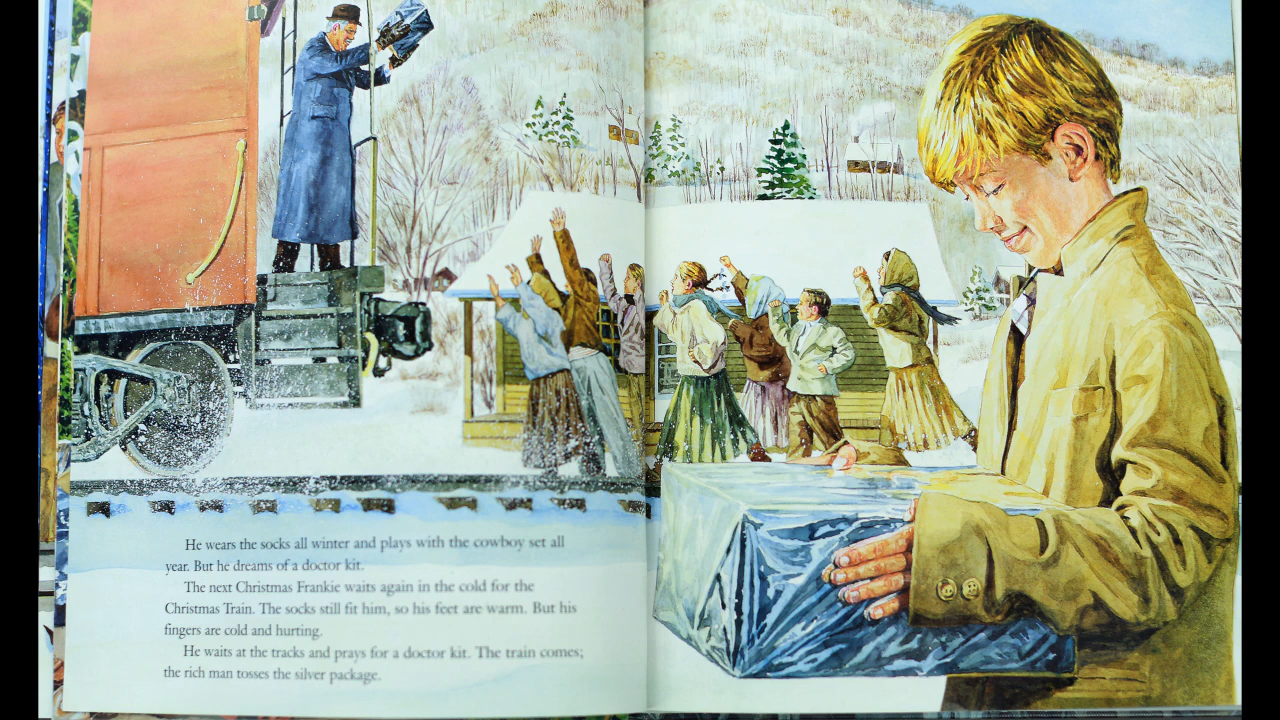 He wears the socks all winter and plays with the cowboy set all
year. But he dreams of a doctor kit.
The next Christmas Frankie waits again in the cold for the
Christmas Train. The socks still fit him, so his feet are warm. But his
fingers are cold and hurting.
He waits at the tracks and prays for a doctor kit. The train comes;
the rich man tosses the silver package.